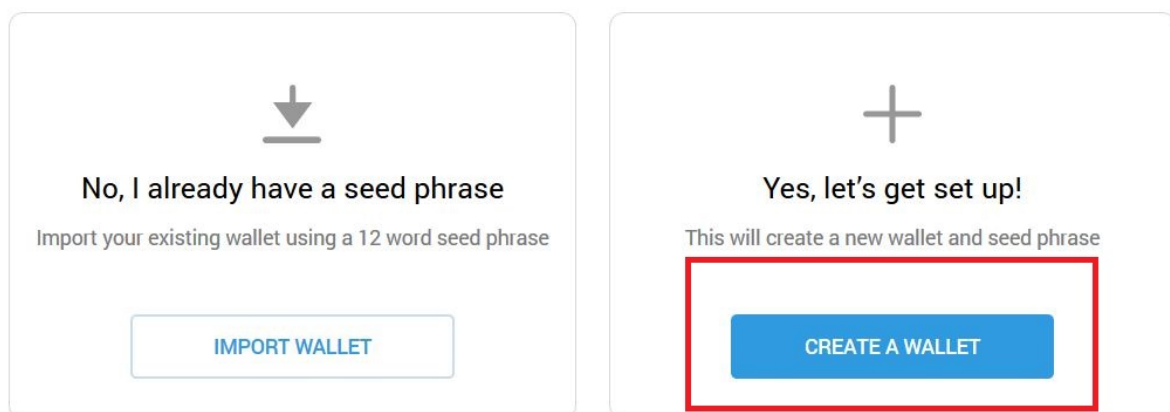 No, I already have a seed phrase
Import your existing wallet using a 12 word seed phrase
IMPORT WALLET
Yes, let’s get set up!
This will create a new wallet and seed phrase
CREATE A WALLET